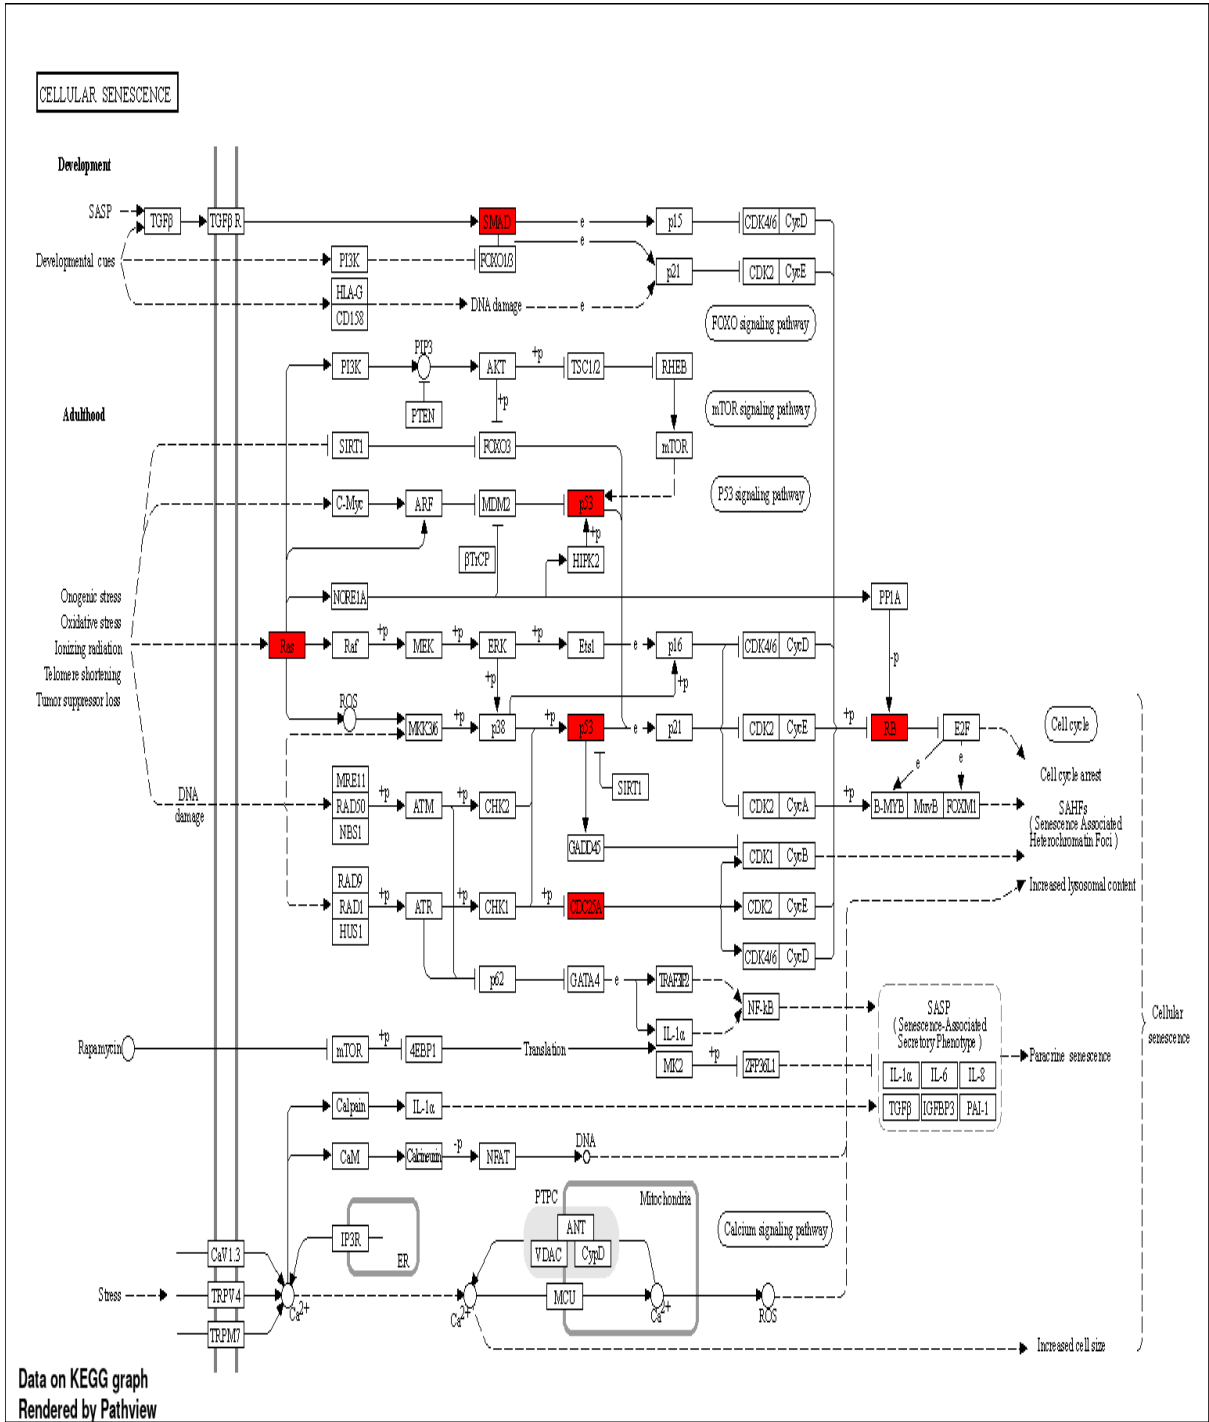 CELLULAR SENESCENCE
Development
SASP
TGFβ
TGFβ R
SMAD
e
p15
CDK4/6
CycD
e
Developmental cues
PI3K
FOXO1/3
p21
CDK2
CycE
HLA-G
CD158
DNA damage
e
FOXO signaling pathway
PIP3
PI3K
AKT
+p
TSC1/2
RHEB
+p
PTEN
mTOR signaling pathway
Adulthood
SIRT1
FOXO3
mTOR
C-Myc
ARF
MDM2
p53
P53 signaling pathway
+p
βTrCP
HIPK2
Onogenic stress
Oxidative stress
Ionizing radiation
Telomere shortening
Tumor suppressor loss
NORE1A
PP1A
Ras
Raf
+p
MEK
+p
ERK
+p
Ets1
e
p16
CDK4/6
CycD
-p
+p
+p
ROS
MKK3/6
+p
p38
+p
p53
e
p21
CDK2
CycE
+p
RB
E2F
Cell cycle
e
e
Cell cycle arrest
SIRT1
DNA
damage
MRE11
RAD50
NBS1
+p
ATM
+p
CHK2
CDK2
CycA
+p
B-MYB
MuvB
FOXM1
SAHFs
( Senescence Associated
Heterochromatin Foci )
GADD45
CDK1
CycB
Increased lysosomal content
RAD9
RAD1
HUS1
+p
ATR
+p
CHK1
+p
CDC25A
CDK2
CycE
CDK4/6
CycD
p62
GATA4
e
TRAF3IP2
NF-kB
IL-1α
SASP
( Senescence-Associated
Secretory Phenotype )
IL-1α
IL-6
IL-8
TGFβ
IGFBP3
PAI-1
Paracrine senescence
Cellular
senescence
Rapamycin
mTOR
+p
4EBP1
Translation
MK2
+p
ZFP36L1
Calpain
IL-1α
CaM
Calcineurin
-p
NFAT
DNA
PTPC
Mitochondria
ANT
VDAC
CypD
MCU
Calcium signaling pathway
IP3R
ER
CaV1.3
Stress
TRPV4
TRPM7
Ca2+
Ca2+
Ca2+
ROS
Increased cell size
Data on KEGG graph
Rendered by Pathview